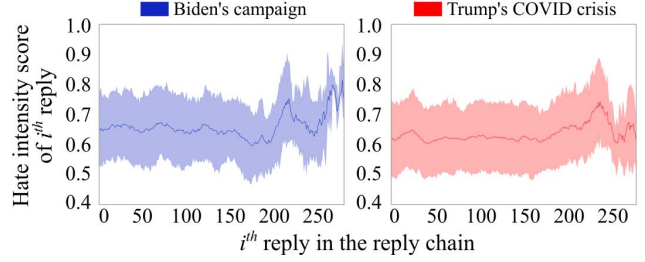 Biden's campaign
Trump's COVID crisis
Hate intensity score
of i^th reply
1.0
0.9
0.8
0.7
0.6
0.5
0.4
0 50 100 150 200 250
1.0
0.9
0.8
0.7
0.6
0.5
0.4
0 50 100 150 200 250
i^th reply in the reply chain